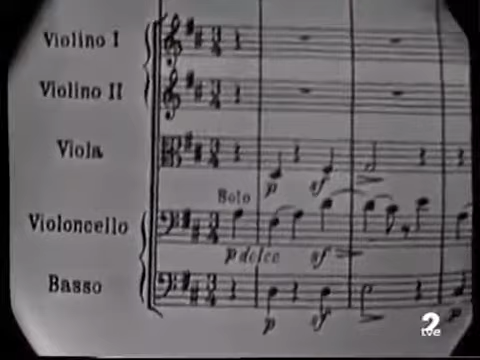 Violino I
Violino II
Viola
p sf
Solo
Violoncello
p dolce sf
Basso
p sf p
2
tve